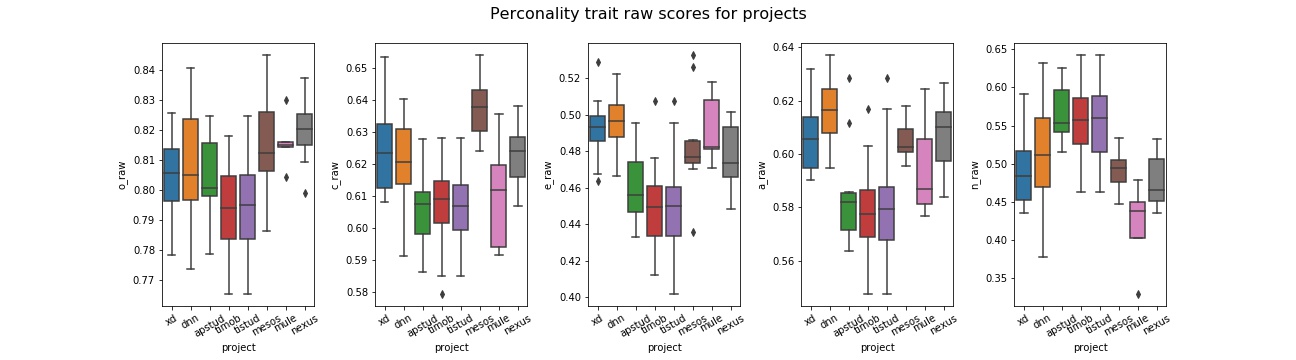 Perconality trait raw scores for projects
o_raw
0.84
0.83
0.82
0.81
0.80
0.79
0.78
0.77
xd dnn apstud timob tistud mesos mule nexus
project
c_raw
0.65
0.64
0.63
0.62
0.61
0.60
0.59
0.58
xd dnn apstud timob tistud mesos mule nexus
project
e_raw
0.52
0.50
0.48
0.46
0.44
0.42
0.40
xd dnn apstud timob tistud mesos mule nexus
project
a_raw
0.64
0.62
0.60
0.58
0.56
xd dnn apstud timob tistud mesos mule nexus
project
n_raw
0.65
0.60
0.55
0.50
0.45
0.40
0.35
xd dnn apstud timob tistud mesos mule nexus
project